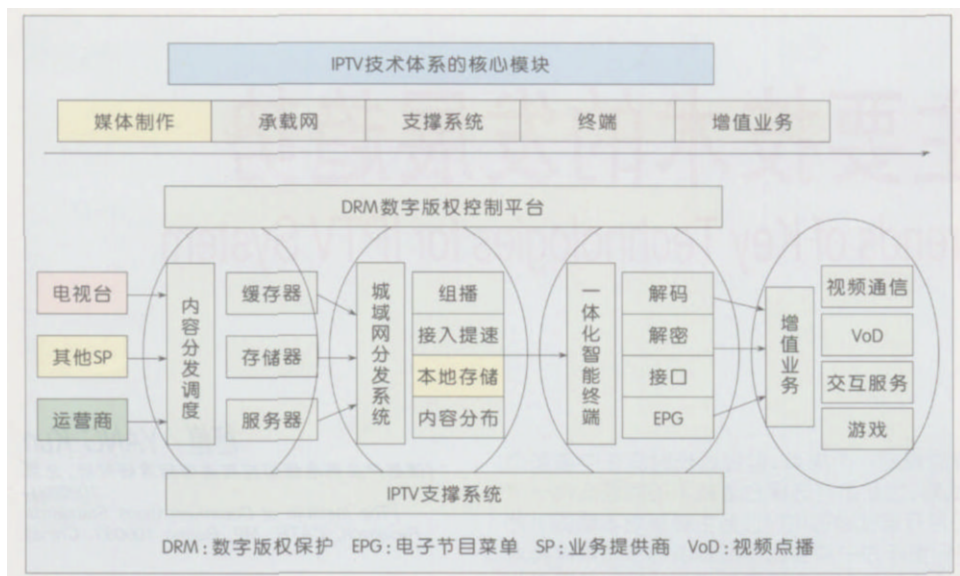 IPTV技术体系的核心模块
媒体制作 承载网 支撑系统 终端 增值业务
DRM数字版权控制平台
电视台
其他SP
运营商
内容分发调度
缓存器
存储器
服务器
城域网分发系统
组播
接入提速
本地存储
内容分布
一体化智能终端
解码
解密
接口
EPG
增值业务
视频通信
VoD
交互服务
游戏
IPTV支撑系统
DRM：数字版权保护 EPG：电子节目菜单 SP：业务提供商 VoD：视频点播